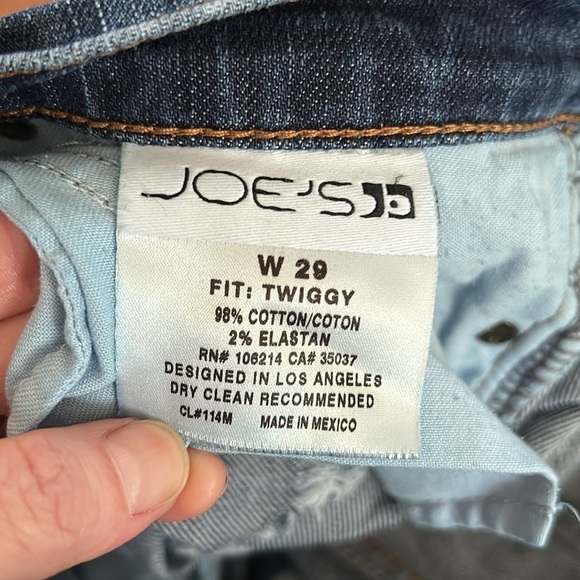 JOE'S
W 29
FIT: TWIGGY
98% COTTON/COTON
2% ELASTAN
RN# 106214 CA# 35037
DESIGNED IN LOS ANGELES
DRY CLEAN RECOMMENDED
CL#114M MADE IN MEXICO